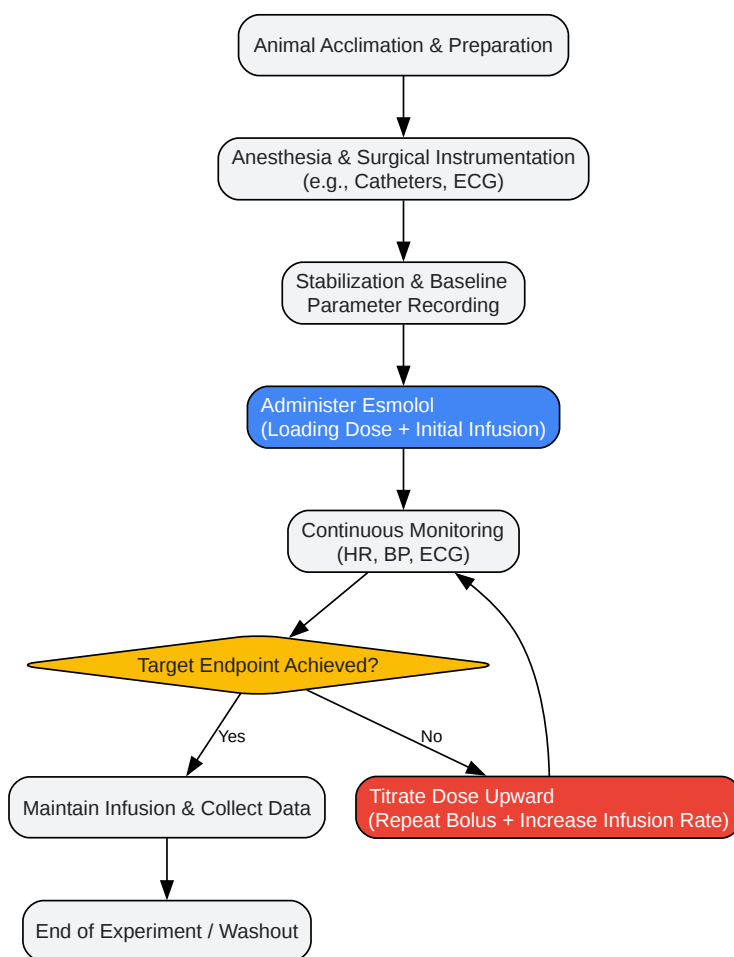 Animal Acclimation & Preparation
Anesthesia & Surgical Instrumentation
(e.g., Catheters, ECG)
Stabilization & Baseline
Parameter Recording
Administer Esmolol
(Loading Dose + Initial Infusion)
Continuous Monitoring
(HR, BP, ECG)
Target Endpoint Achieved?
Yes
No
Maintain Infusion & Collect Data
Titrate Dose Upward
(Repeat Bolus + Increase Infusion Rate)
End of Experiment / Washout